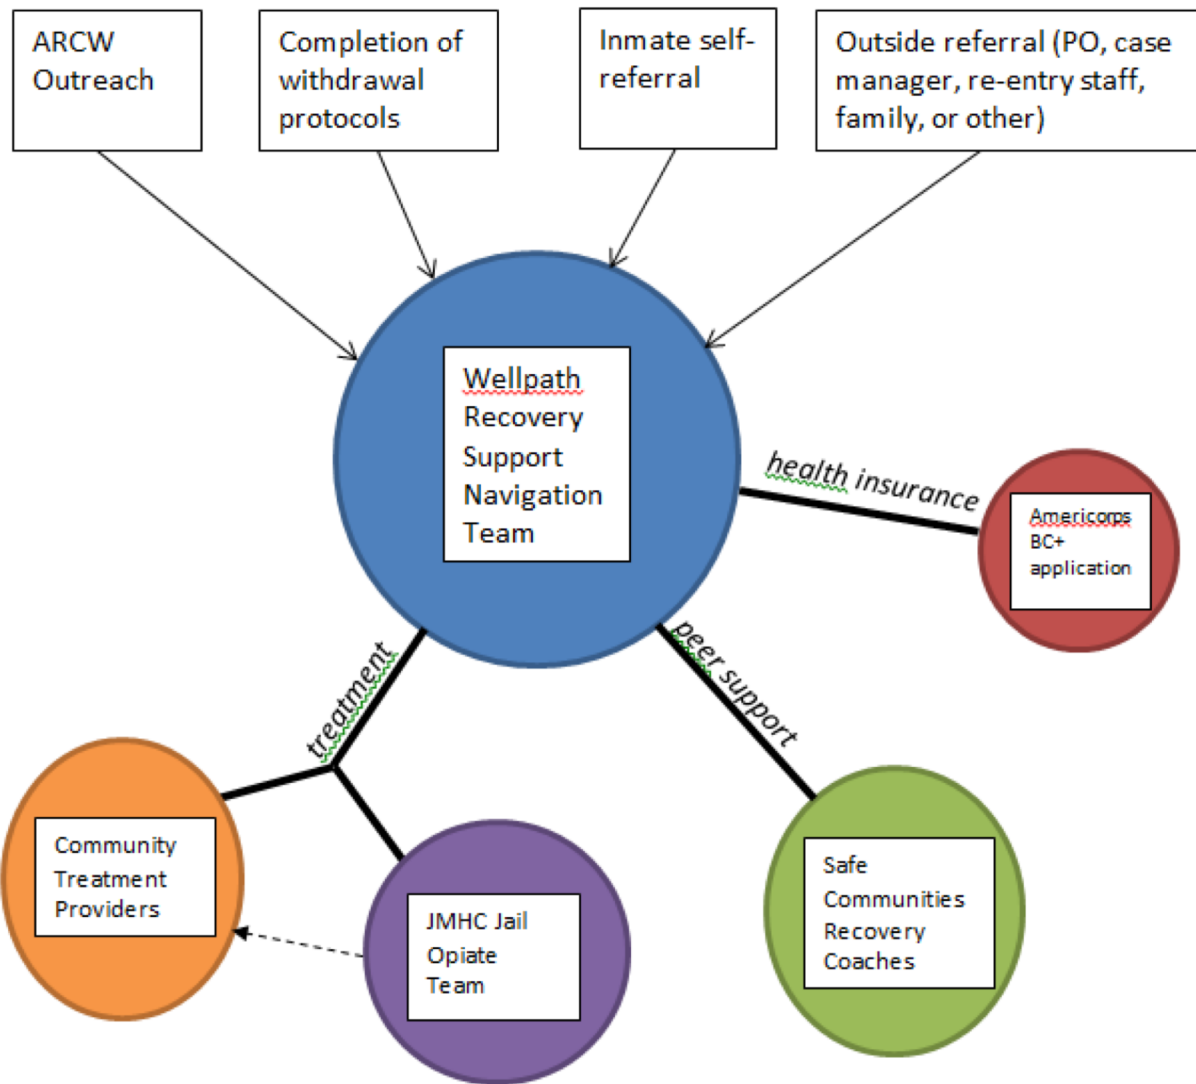 ARCW
Outreach
Completion of
withdrawal
protocols
Inmate self-
referral
Outside referral (PO, case
manager, re-entry staff,
family, or other)
Wellpath
Recovery
Support
Navigation
Team
health insurance
Americorps
BC+
application
treatment
peer support
Community
Treatment
Providers
JMHC Jail
Opiate
Team
Safe
Communities
Recovery
Coaches